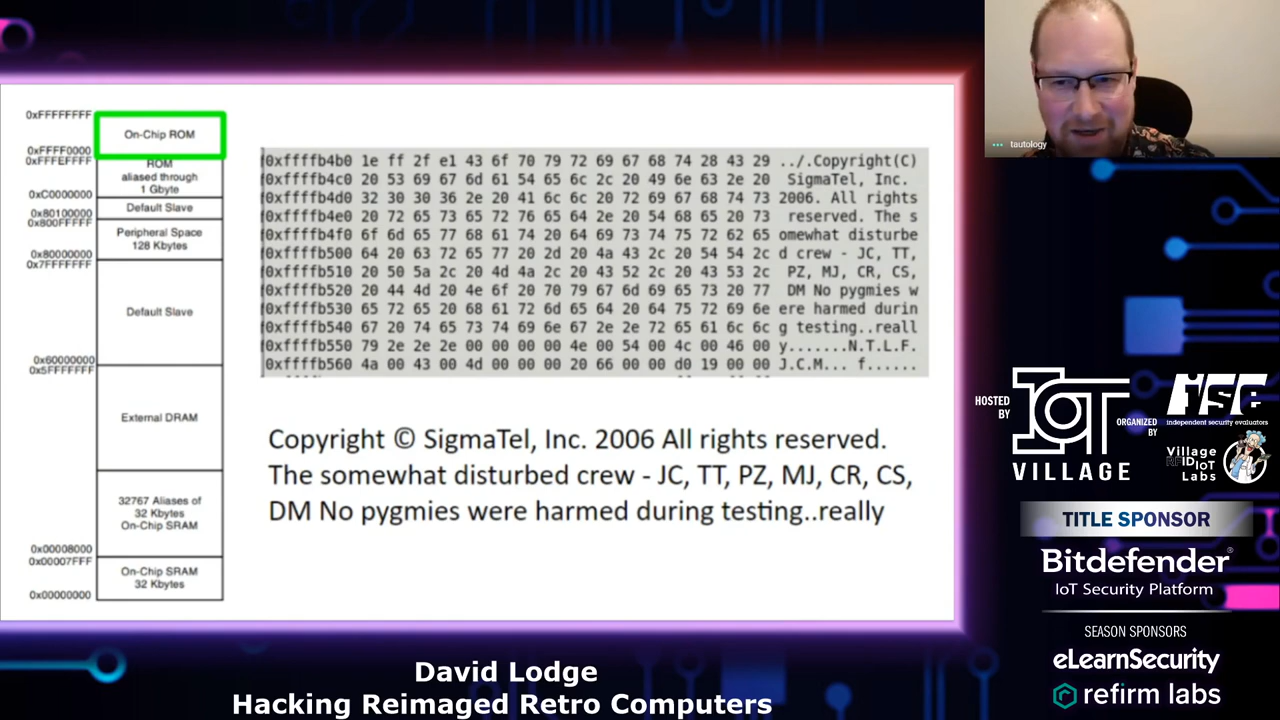 tautology
0xFFFFFFFF
On-Chip ROM
0xFFFF0000
0xFFFEFFFF
ROM
aliased through
1 Gbyte
0xC0000000
Default Slave
0x80100000
0x800FFFFF
Peripheral Space
128 Kbytes
0x80000000
0x7FFFFFFF
Default Slave
0x60000000
0x5FFFFFFF
External DRAM
32767 Aliases of
32 Kbytes
On-Chip SRAM
0x00008000
0x00007FFF
On-Chip SRAM
32 Kbytes
0x00000000
0xffffb4b0 1e ff 2f e1 43 6f 70 79 72 69 67 68 74 28 43 29 ../.Copyright(C)
0xffffb4c0 20 53 69 67 6d 61 54 65 6c 2c 20 49 6e 63 2e 20 SigmaTel, Inc.
0xffffb4d0 32 30 30 36 2e 20 41 6c 6c 20 72 69 67 68 74 73 2006. All rights
0xffffb4e0 20 72 65 73 65 72 76 65 64 2e 20 54 68 65 20 73 reserved. The s
0xffffb4f0 6f 6d 65 77 68 61 74 20 64 69 73 74 75 72 62 65 omewhat disturbe
0xffffb500 64 20 63 72 65 77 20 2d 20 4a 43 2c 20 54 54 2c d crew - JC, TT,
0xffffb510 20 50 5a 2c 20 4d 4a 2c 20 43 52 2c 20 43 53 2c PZ, MJ, CR, CS,
0xffffb520 20 44 4d 20 4e 6f 20 70 79 67 6d 69 65 73 20 77 DM No pygmies w
0xffffb530 65 72 65 20 68 61 72 6d 65 64 20 64 75 72 69 6e ere harmed durin
0xffffb540 67 20 74 65 73 74 69 6e 67 2e 2e 72 65 61 6c 6c g testing..reall
0xffffb550 79 2e 2e 2e 00 00 00 00 4e 00 54 00 4c 00 46 00 y.......N.T.L.F.
0xffffb560 4a 00 43 00 4d 00 00 00 20 66 00 00 d0 19 00 00 J.C.M... f......
Copyright © SigmaTel, Inc. 2006 All rights reserved.
The somewhat disturbed crew - JC, TT, PZ, MJ, CR, CS,
DM No pygmies were harmed during testing..really
HOSTED BY
IOT
VILLAGE
ORGANIZED BY
ISE
independent security evaluators
Village
RFID IoT
Labs
TITLE SPONSOR
Bitdefender®
IoT Security Platform
SEASON SPONSORS
eLearnSecurity
refirm labs
David Lodge
Hacking Reimaged Retro Computers